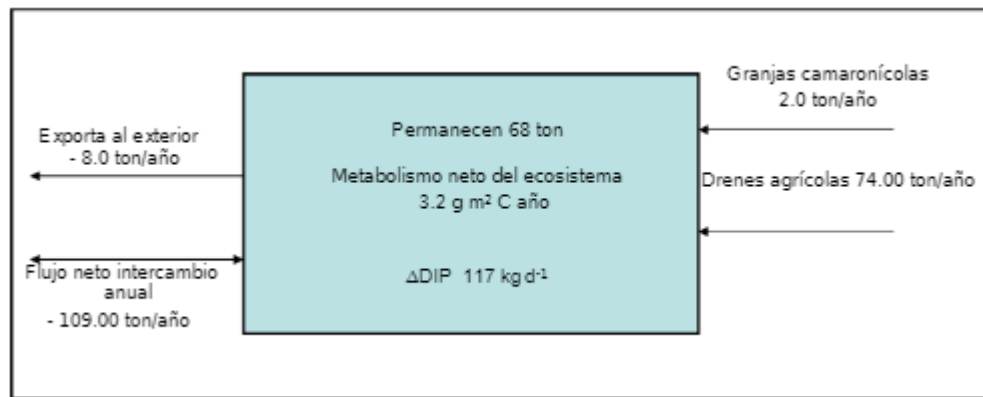 Granjas camaronícolas
2.0 ton/año
Exporta al exterior
- 8.0 ton/año
Permanecen 68 ton
Metabolismo neto del ecosistema
3.2 g m² C año
Drenes agrícolas 74.00 ton/año
Flujo neto intercambio
anual
- 109.00 ton/año
ΔDIP 117 kg d⁻¹